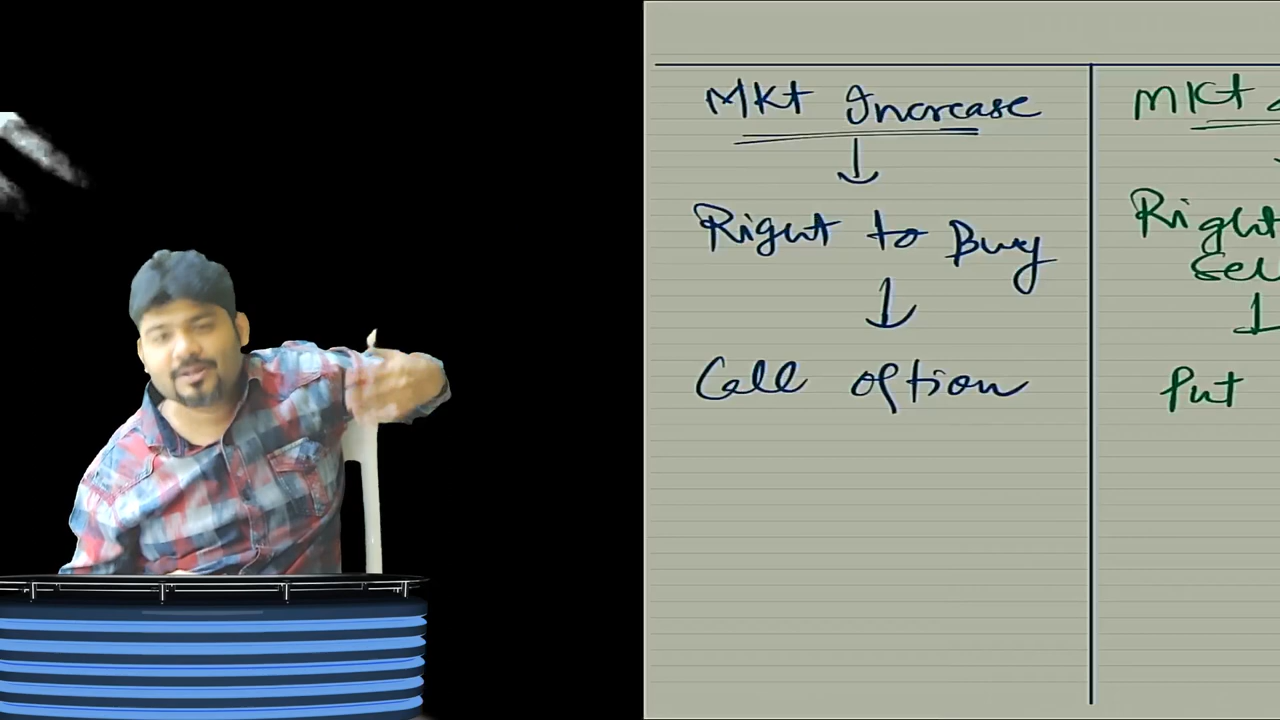 MKt Increase
↓
Right to Buy
↓
Call option
MKt
Right
Sell
↓
Put